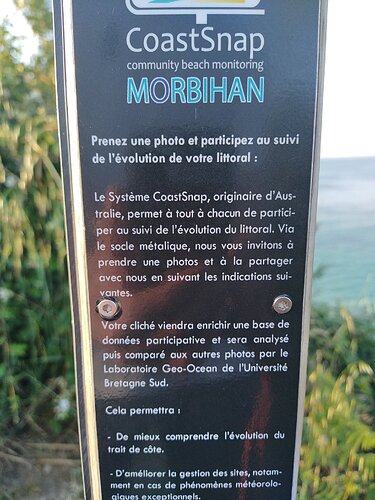 CoastSnap
community beach monitoring
MORBIHAN
Prenez une photo et participez au suivi
de l'évolution de votre littoral :
Le Système CoastSnap, originaire d'Aus-
tralie, permet à tout à chacun de partici-
per au suivi de l'évolution du littoral. Via
le socle métalique, nous vous invitons à
prendre une photos et à la partager
avec nous en suivant les indications sui-
vantes.
Votre cliché viendra enrichir une base de
données participative et sera analysé
puis comparé aux autres photos par le
Laboratoire Geo-Ocean de l'Université
Bretagne Sud.
Cela permettra :
- De mieux comprendre l'évolution du
trait de côte.
- D'améliorer la gestion des sites, notam-
ment en cas de phénomènes météorolo-
giques exceptionnels.